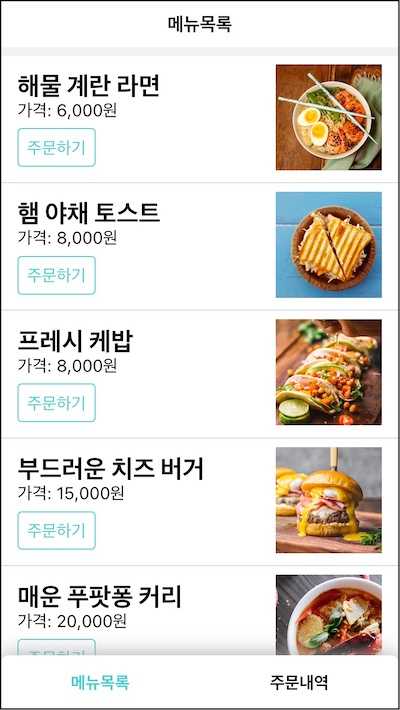 메뉴목록
해물 계란 라면
가격: 6,000원
주문하기
햄 야채 토스트
가격: 8,000원
주문하기
프레시 케밥
가격: 8,000원
주문하기
부드러운 치즈 버거
가격: 15,000원
주문하기
매운 푸팟퐁 커리
가격: 20,000원
주문하기
메뉴목록
주문내역